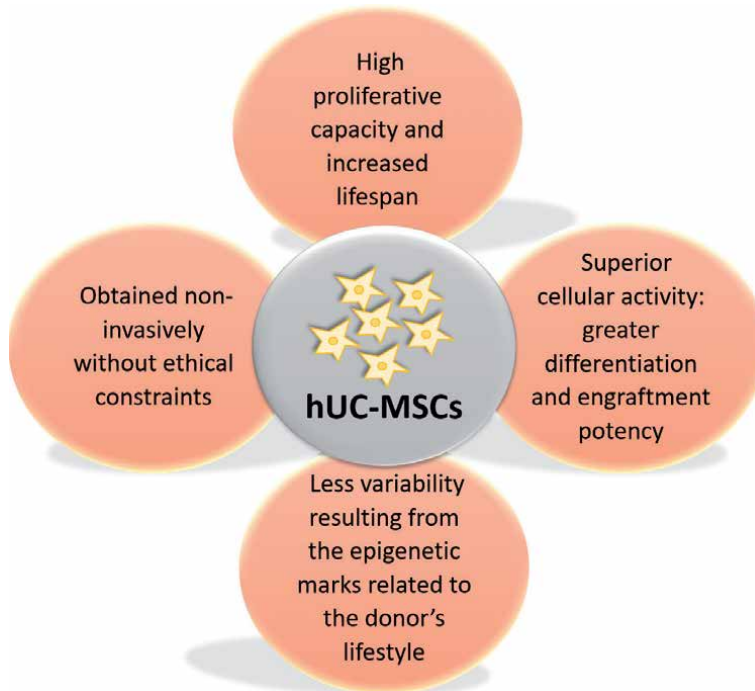 High
proliferative
capacity and
increased
lifespan
Obtained non-
invasively
without ethical
constraints
hUC-MSCs
Superior
cellular activity:
greater
differentiation
and engraftment
potency
Less variability
resulting from
the epigenetic
marks related to
the donor's
lifestyle